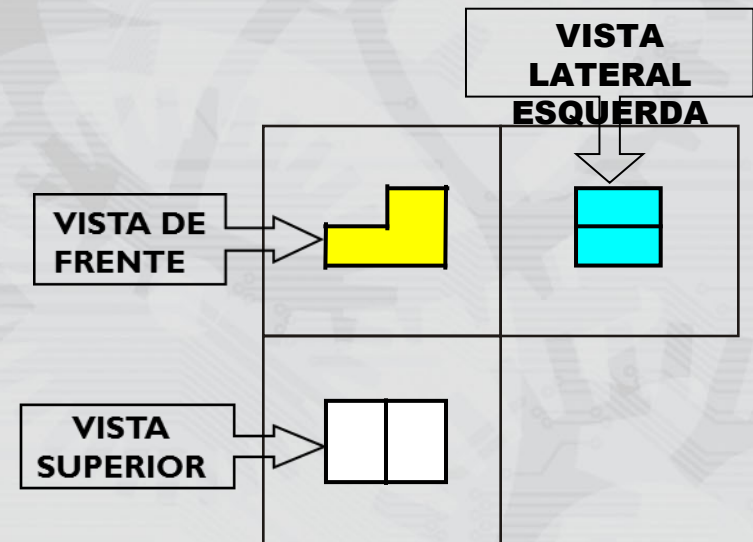 VISTA
LATERAL
ESQUERDA
VISTA DE
FRENTE
VISTA
SUPERIOR